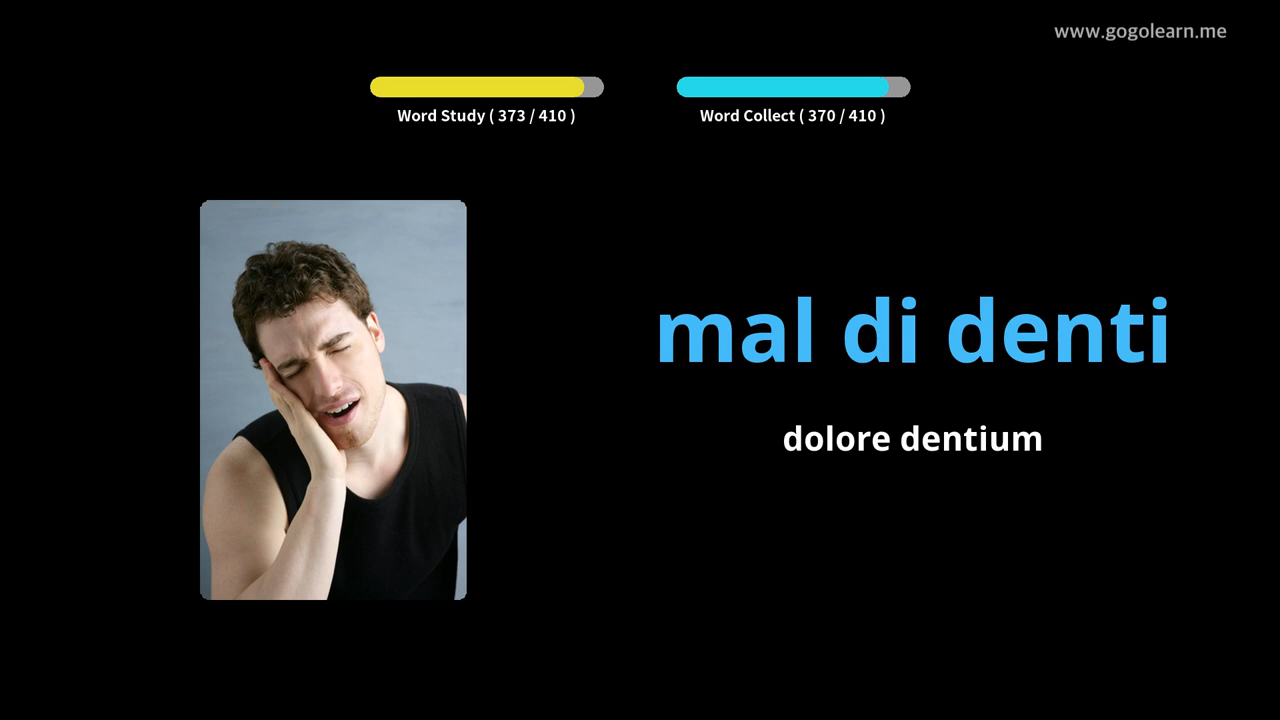 www.gogolearn.me
Word Study ( 373 / 410 )
Word Collect ( 370 / 410 )
mal di denti
dolore dentium